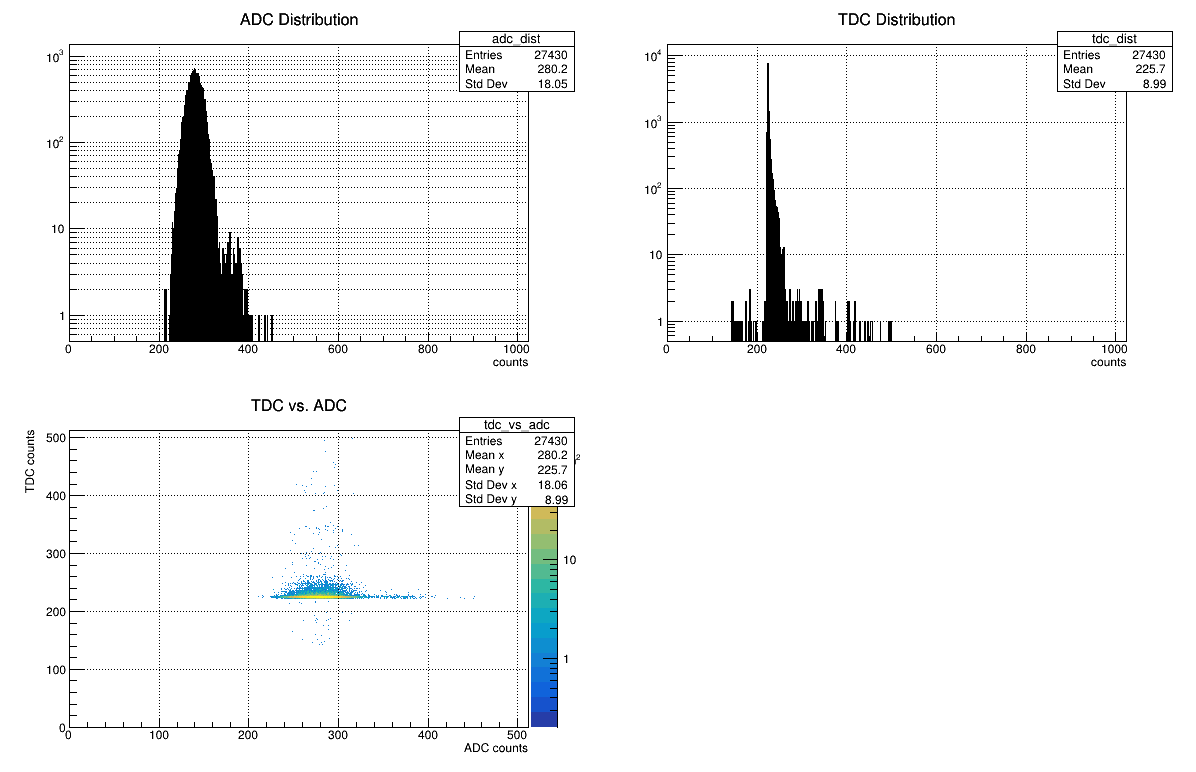 ADC Distribution
adc_dist
Entries 27430
Mean 280.2
Std Dev 18.05
10³
10²
10
1
0 200 400 600 800 1000
counts
TDC Distribution
tdc_dist
Entries 27430
Mean 225.7
Std Dev 8.99
10⁴
10³
10²
10
1
0 200 400 600 800 1000
counts
TDC vs. ADC
tdc_vs_adc
Entries 27430
Mean x 280.2
Mean y 225.7
Std Dev x 18.06
Std Dev y 8.99
TDC counts
500
400
300
200
100
0
0 100 200 300 400 500
ADC counts
2
10
1